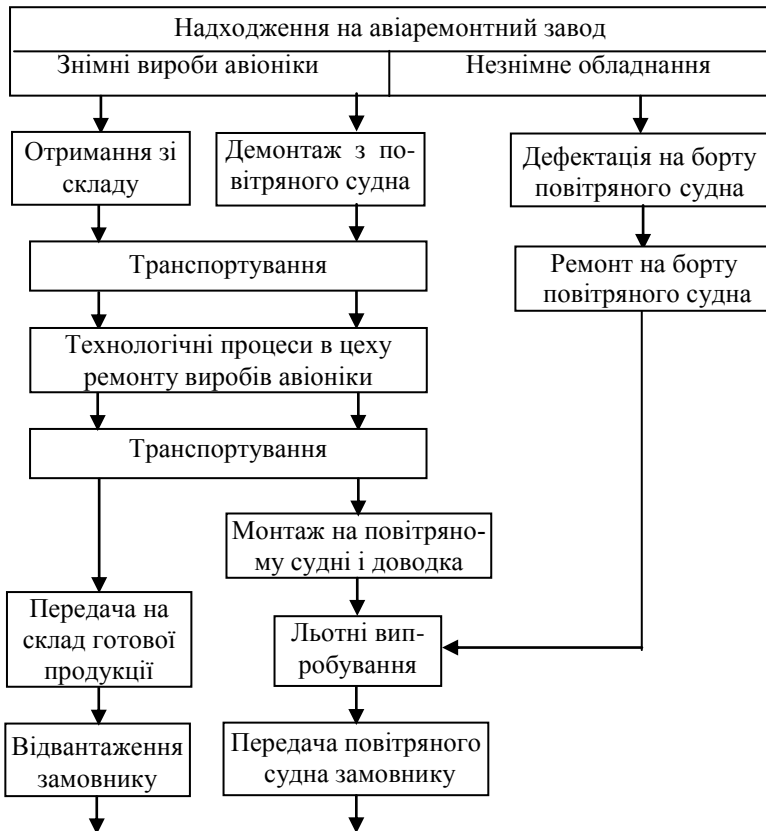 Надходження на авіаремонтний завод
Знімні вироби авіоніки
Незнімне обладнання
Отримання зі
складу
Демонтаж з по-
вітряного судна
Дефектація на борту
повітряного судна
Транспортування
Ремонт на борту
повітряного судна
Технологічні процеси в цеху
ремонту виробів авіоніки
Транспортування
Монтаж на повітряно-
му судні і доводка
Передача на
склад готової
продукції
Льотні вип-
робування
Відвантаження
замовнику
Передача повітряного
судна замовнику